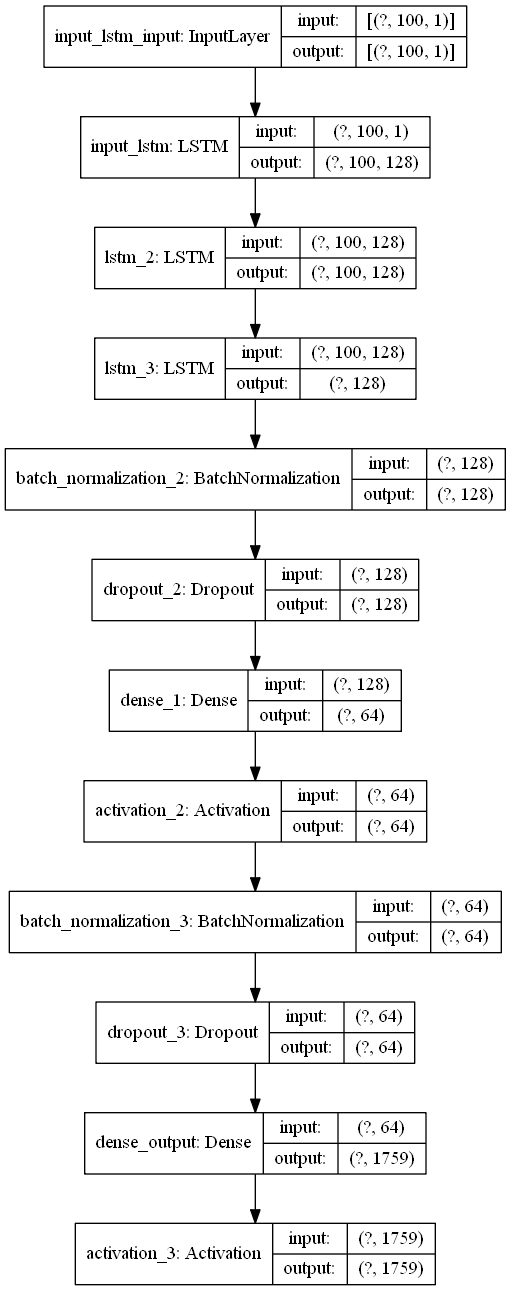 input_lstm_input: InputLayer
input: [(?, 100, 1)]
output: [(?, 100, 1)]
input_lstm: LSTM
input: (?, 100, 1)
output: (?, 100, 128)
lstm_2: LSTM
input: (?, 100, 128)
output: (?, 100, 128)
lstm_3: LSTM
input: (?, 100, 128)
output: (?, 128)
batch_normalization_2: BatchNormalization
input: (?, 128)
output: (?, 128)
dropout_2: Dropout
input: (?, 128)
output: (?, 128)
dense_1: Dense
input: (?, 128)
output: (?, 64)
activation_2: Activation
input: (?, 64)
output: (?, 64)
batch_normalization_3: BatchNormalization
input: (?, 64)
output: (?, 64)
dropout_3: Dropout
input: (?, 64)
output: (?, 64)
dense_output: Dense
input: (?, 64)
output: (?, 1759)
activation_3: Activation
input: (?, 1759)
output: (?, 1759)